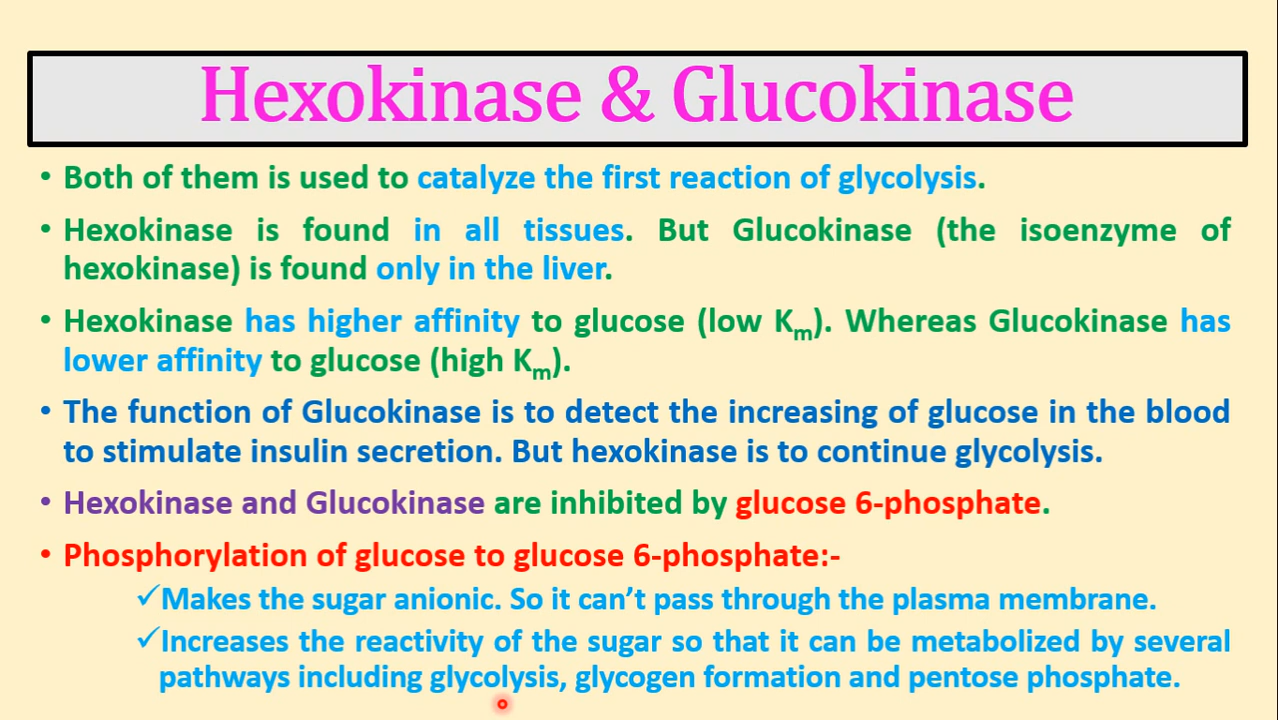 Hexokinase & Glucokinase
• Both of them is used to catalyze the first reaction of glycolysis.
• Hexokinase is found in all tissues. But Glucokinase (the isoenzyme of
hexokinase) is found only in the liver.
• Hexokinase has higher affinity to glucose (low Km). Whereas Glucokinase has
lower affinity to glucose (high Km).
• The function of Glucokinase is to detect the increasing of glucose in the blood
to stimulate insulin secretion. But hexokinase is to continue glycolysis.
• Hexokinase and Glucokinase are inhibited by glucose 6-phosphate.
• Phosphorylation of glucose to glucose 6-phosphate:-
✓Makes the sugar anionic. So it can’t pass through the plasma membrane.
✓Increases the reactivity of the sugar so that it can be metabolized by several
pathways including glycolysis, glycogen formation and pentose phosphate.